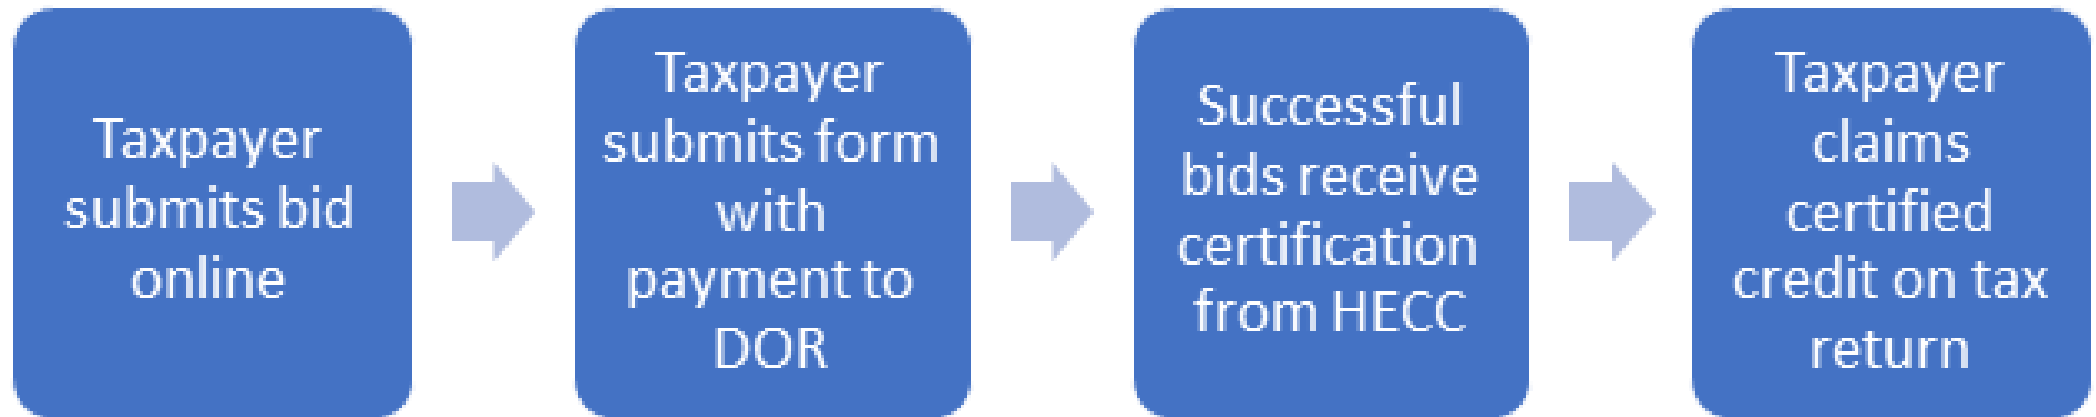 Taxpayer
submits bid
online
Taxpayer
submits form
with
payment to
DOR
Successful
bids receive
certification
from HECC
Taxpayer
claims
certified
credit on tax
return